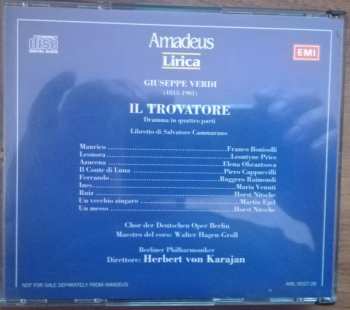 COMPACT
disc
DIGITAL AUDIO
Amadeus
Lirica
EMI
GIUSEPPE VERDI
(1813-1901)
IL TROVATORE
Dramma in quattro parti
Libretto di Salvatore Cammarano
Manrico Franco Bonisolli
Leonora Leontyne Price
Azucena Elena Obraztsova
Il Conte di Luna Piero Cappuccilli
Ferrando Ruggero Raimondi
Ines Maria Venuti
Ruiz Horst Nitsche
Un vecchio zingaro Martin Egel
Un messo Horst Nitsche
Chor der Deutschen Oper Berlin
Maestro del coro: Walter Hagen-Groll
Berliner Philharmoniker
Direttore: Herbert von Karajan
NOT FOR SALE SEPARATELY FROM AMADEUS